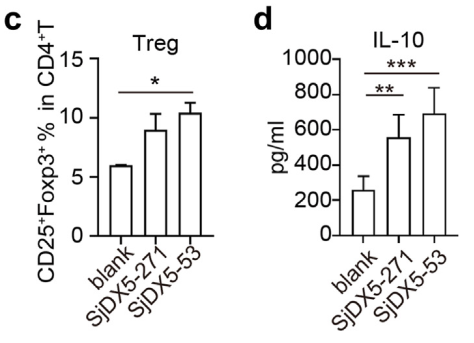 c
Treg
CD25⁺Foxp3⁺ % in CD4⁺T
15
10
5
0
*
blank
SjDX5-271
SjDX5-53
d
IL-10
pg/ml
1000
800
600
400
200
0
***
**
blank
SjDX5-271
SjDX5-53